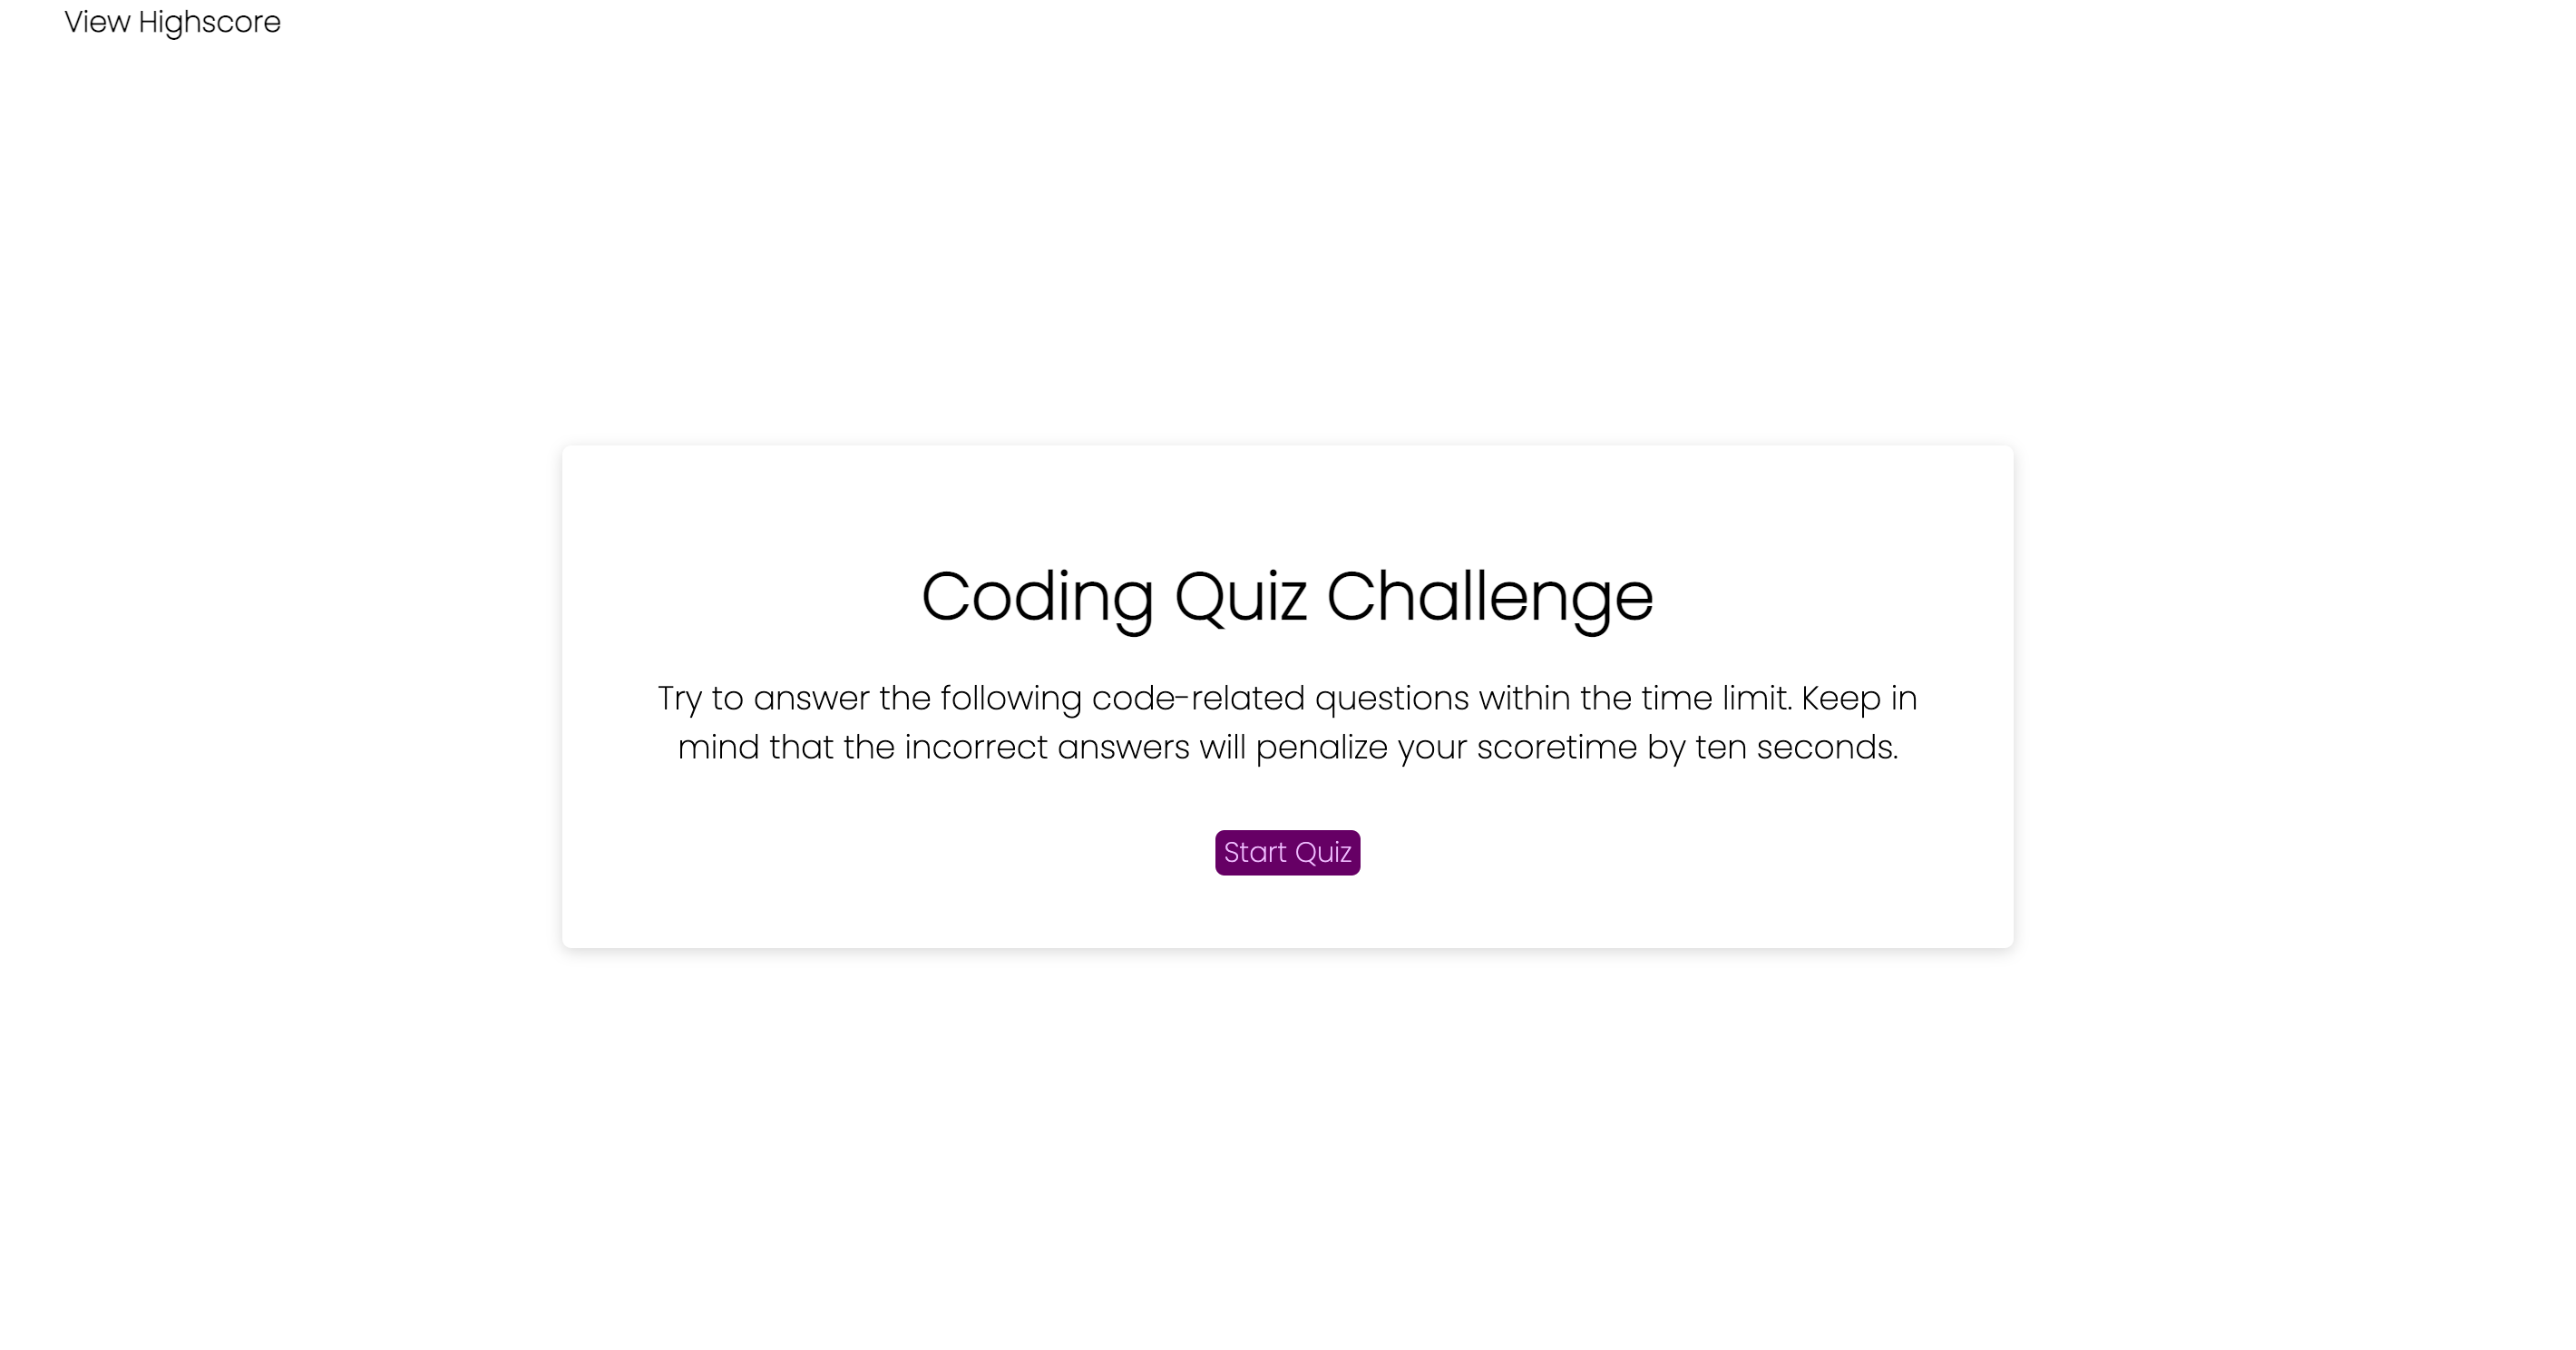 View Highscore
Coding Quiz Challenge
Try to answer the following code-related questions within the time limit. Keep in
mind that the incorrect answers will penalize your scoretime by ten seconds.
Start Quiz